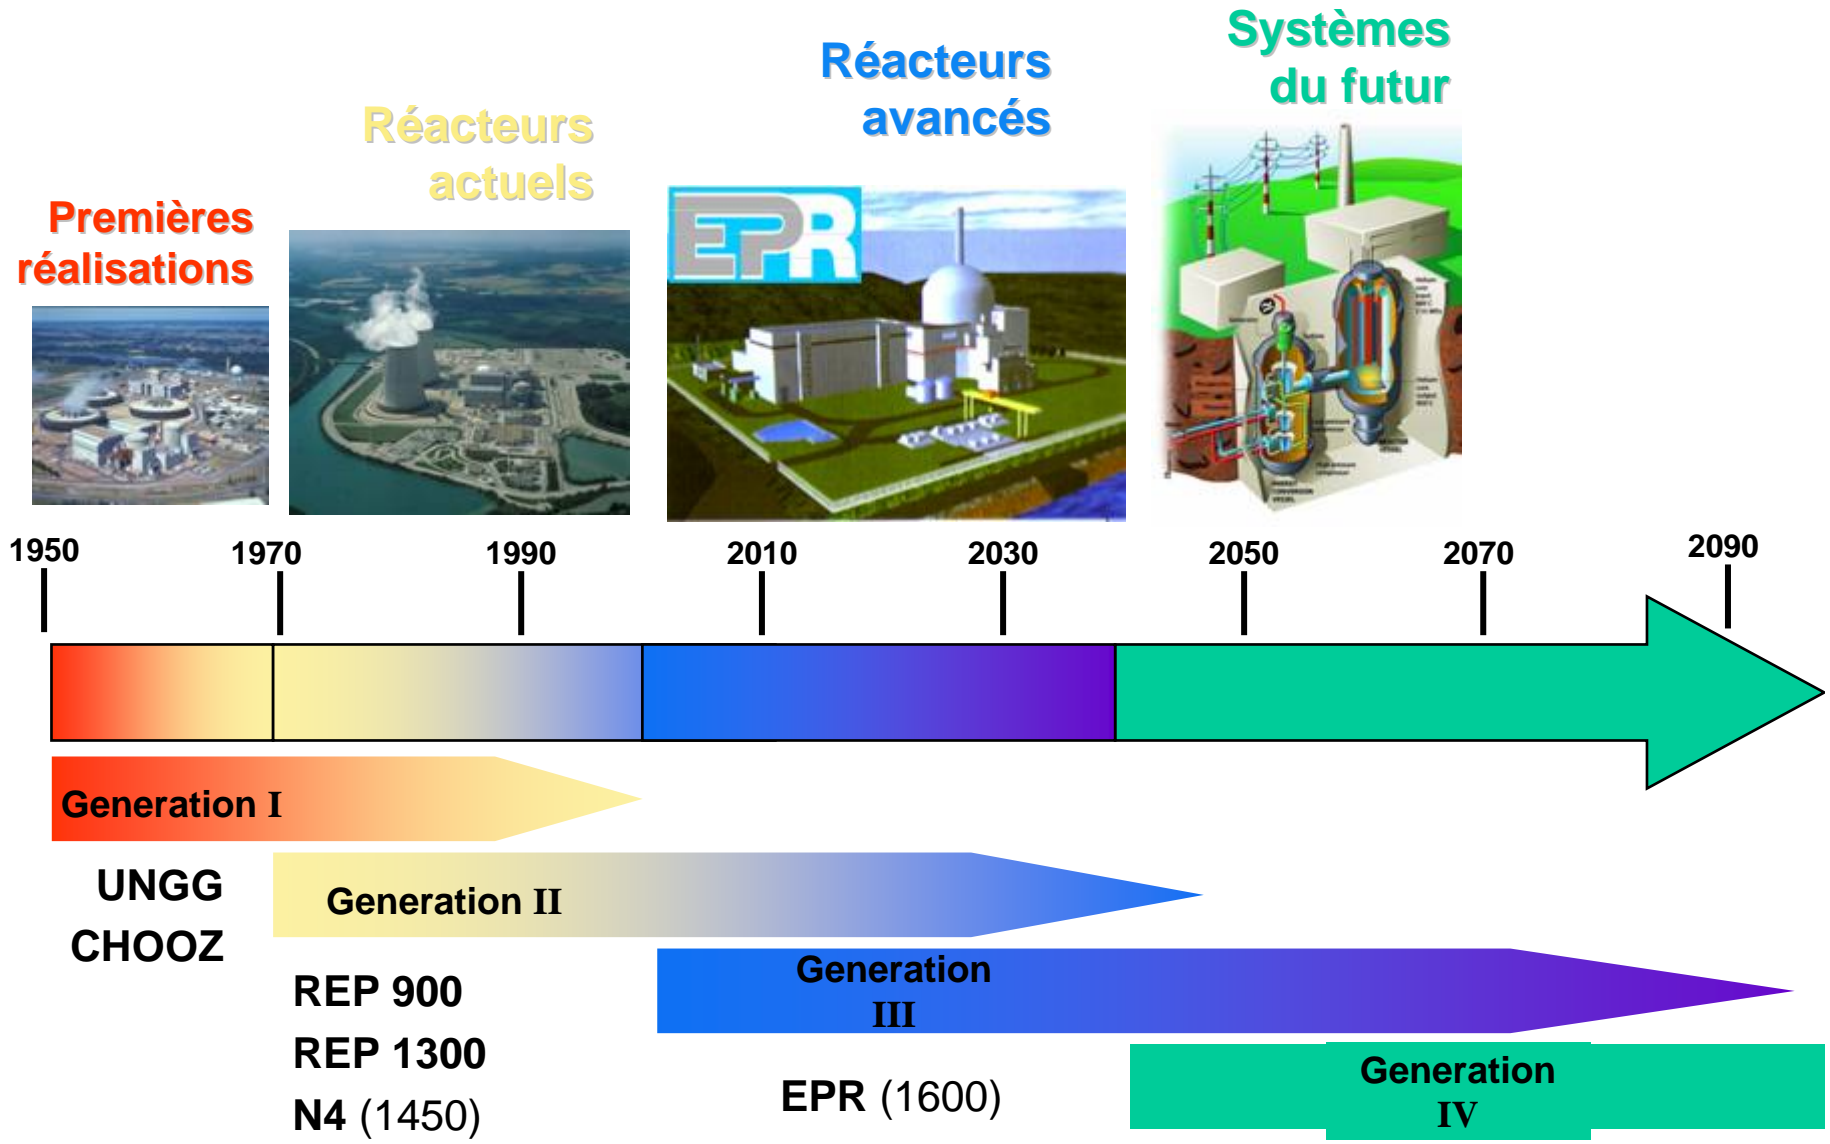 Systèmes
du futur
Réacteurs
avancés
Réacteurs
actuels
Premières
réalisations
EPR
1950
1970
1990
2010
2030
2050
2070
2090
Generation I
UNGG
CHOOZ
Generation II
REP 900
REP 1300
N4 (1450)
Generation
III
EPR (1600)
Generation
IV